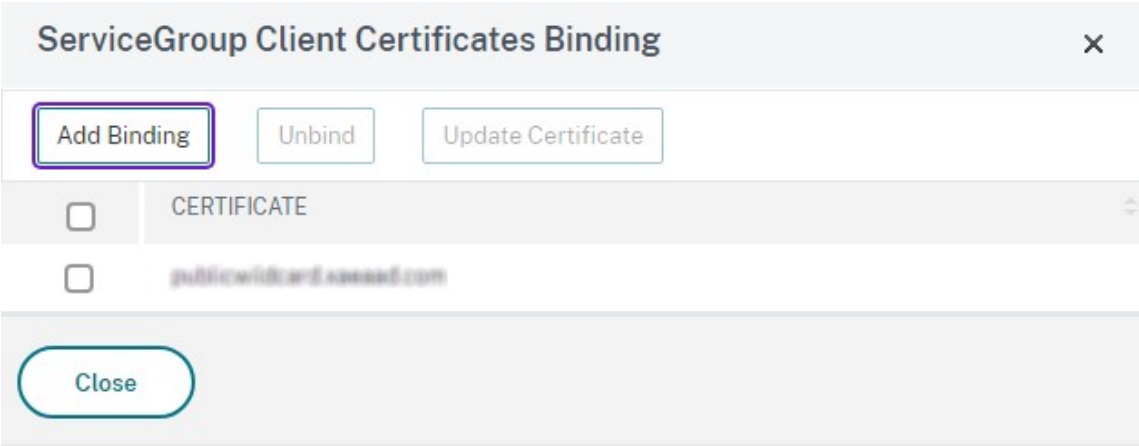 ServiceGroup Client Certificates Binding
Add Binding Unbind Update Certificate
CERTIFICATE
Close